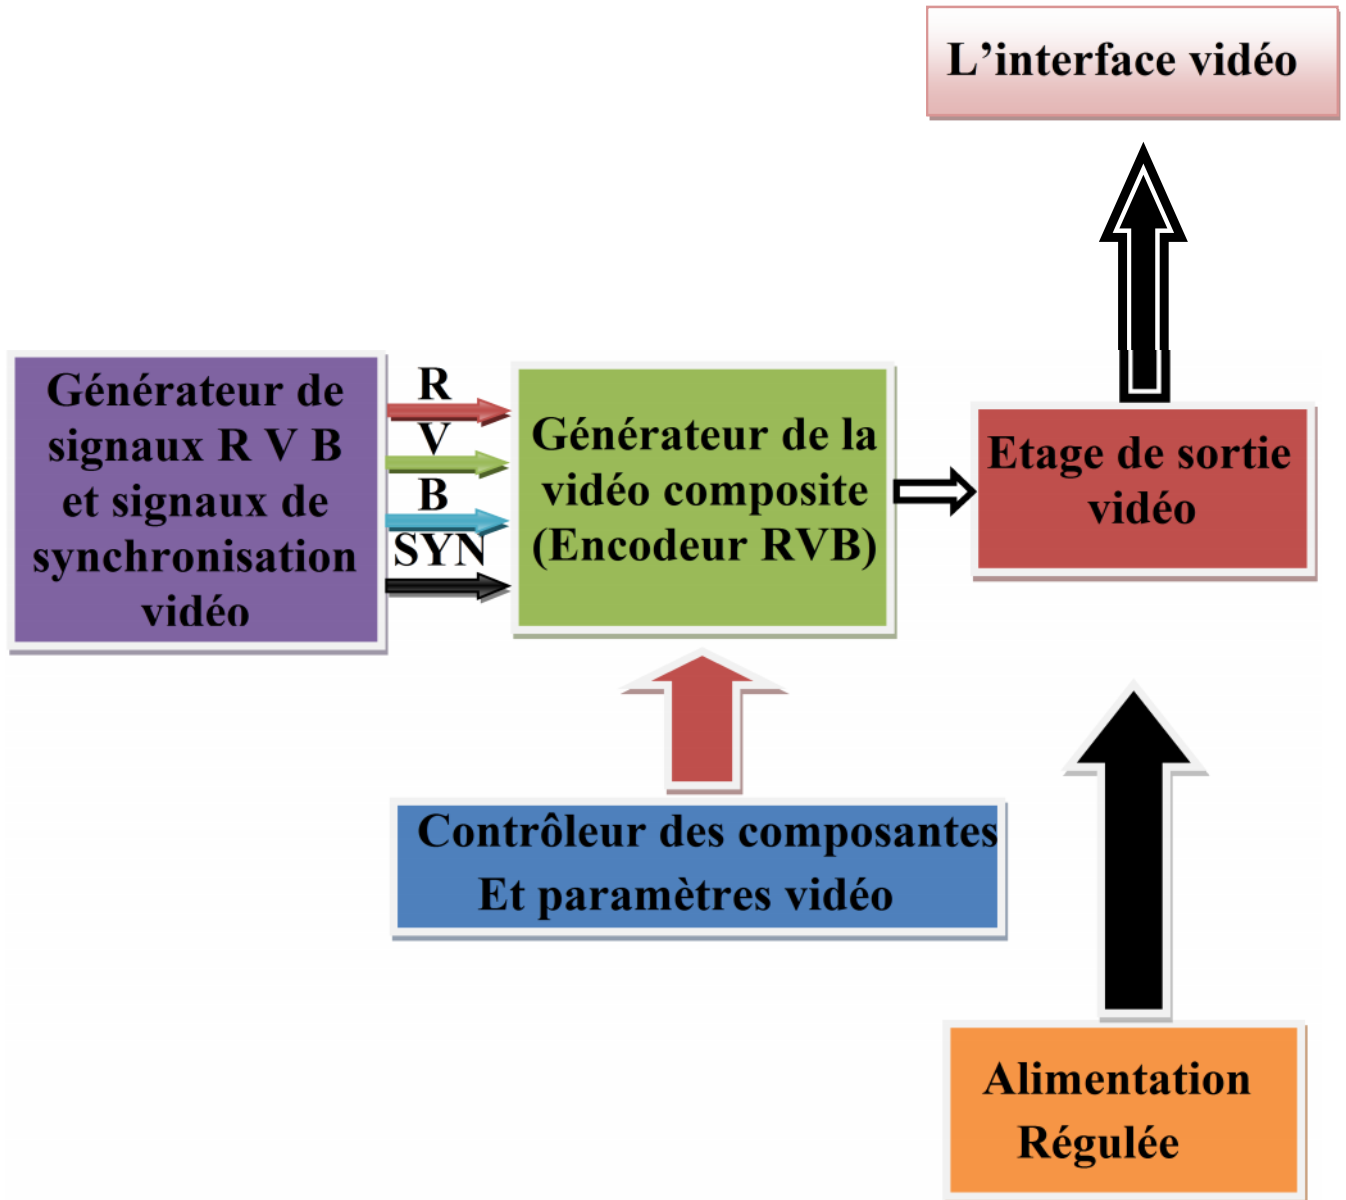 L’interface vidéo
Générateur de
signaux R V B
et signaux de
synchronisation
vidéo
R
V
B
SYN
Générateur de la
vidéo composite
(Encodeur RVB)
Etage de sortie
vidéo
Contrôleur des composantes
Et paramètres vidéo
Alimentation
Régulée